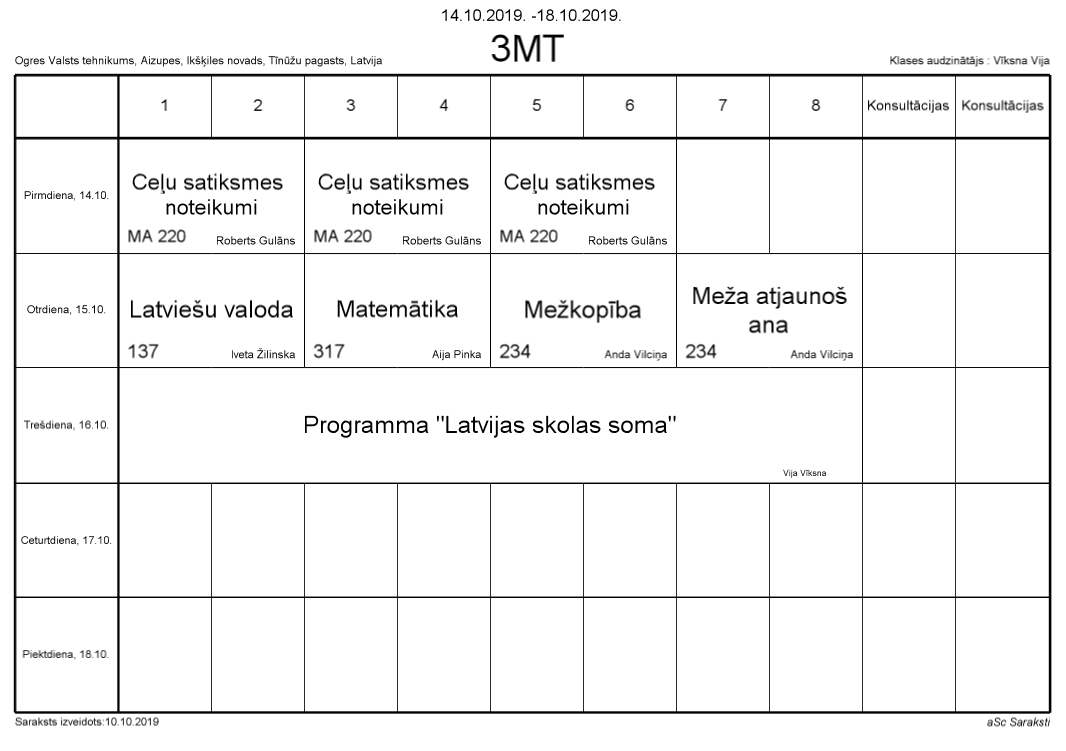 14.10.2019. -18.10.2019.
3MT
Ogres Valsts tehnikums, Aizupes, Ikšķiles novads, Tīnūžu pagasts, Latvija
Klases audzinātājs : Vīksna Vija
1 2 3 4 5 6 7 8 Konsultācijas Konsultācijas
Pirmdiena, 14.10.
Ceļu satiksmes
noteikumi
MA 220 Roberts Gulāns
Ceļu satiksmes
noteikumi
MA 220 Roberts Gulāns
Ceļu satiksmes
noteikumi
MA 220 Roberts Gulāns
Otrdiena, 15.10.
Latviešu valoda
137 Iveta Žilinska
Matemātika
317 Aija Pinka
Mežkopība
234 Anda Vilciņa
Meža atjaunoš
ana
234 Anda Vilciņa
Trešdiena, 16.10.
Programma "Latvijas skolas soma"
Vija Vīksna
Ceturtdiena, 17.10.
Piektdiena, 18.10.
Saraksts izveidots:10.10.2019
aSc Saraksti